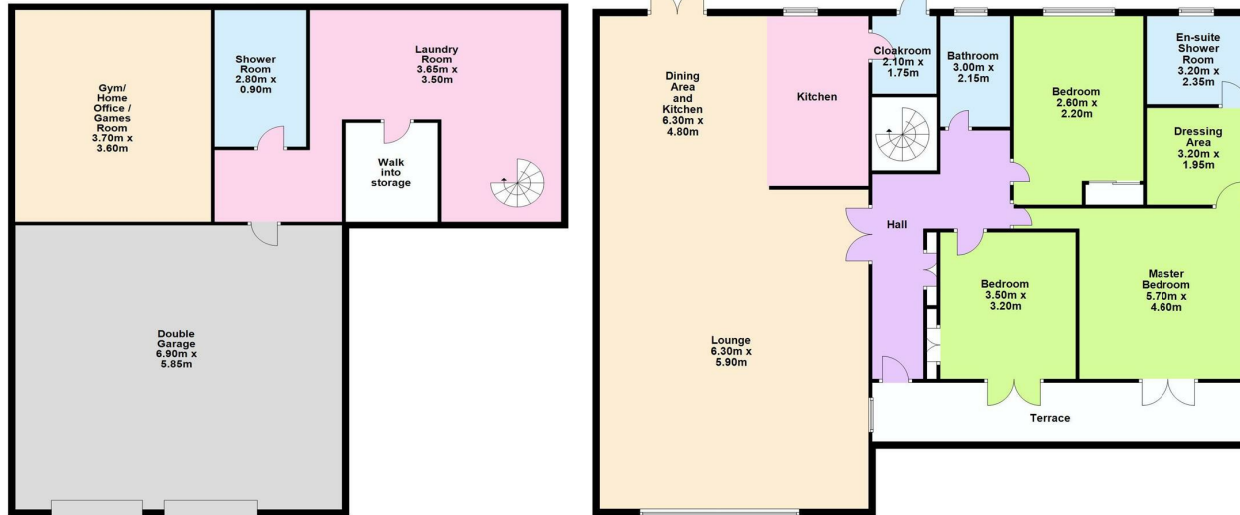 Gym/
Home
Office /
Games
Room
3.70m x
3.60m
Shower
Room
2.80m x
0.90m
Laundry
Room
3.65m x
3.50m
Walk
into
storage
Double
Garage
6.90m x
5.85m
Dining
Area
and
Kitchen
6.30m x
4.80m
Kitchen
Cloakroom
2.10m x
1.75m
Bathroom
3.00m x
2.15m
Bedroom
2.60m x
2.20m
En-suite
Shower
Room
3.20m x
2.35m
Dressing
Area
3.20m x
1.95m
Hall
Bedroom
3.50m x
3.20m
Master
Bedroom
5.70m x
4.60m
Lounge
6.30m x
5.90m
Terrace